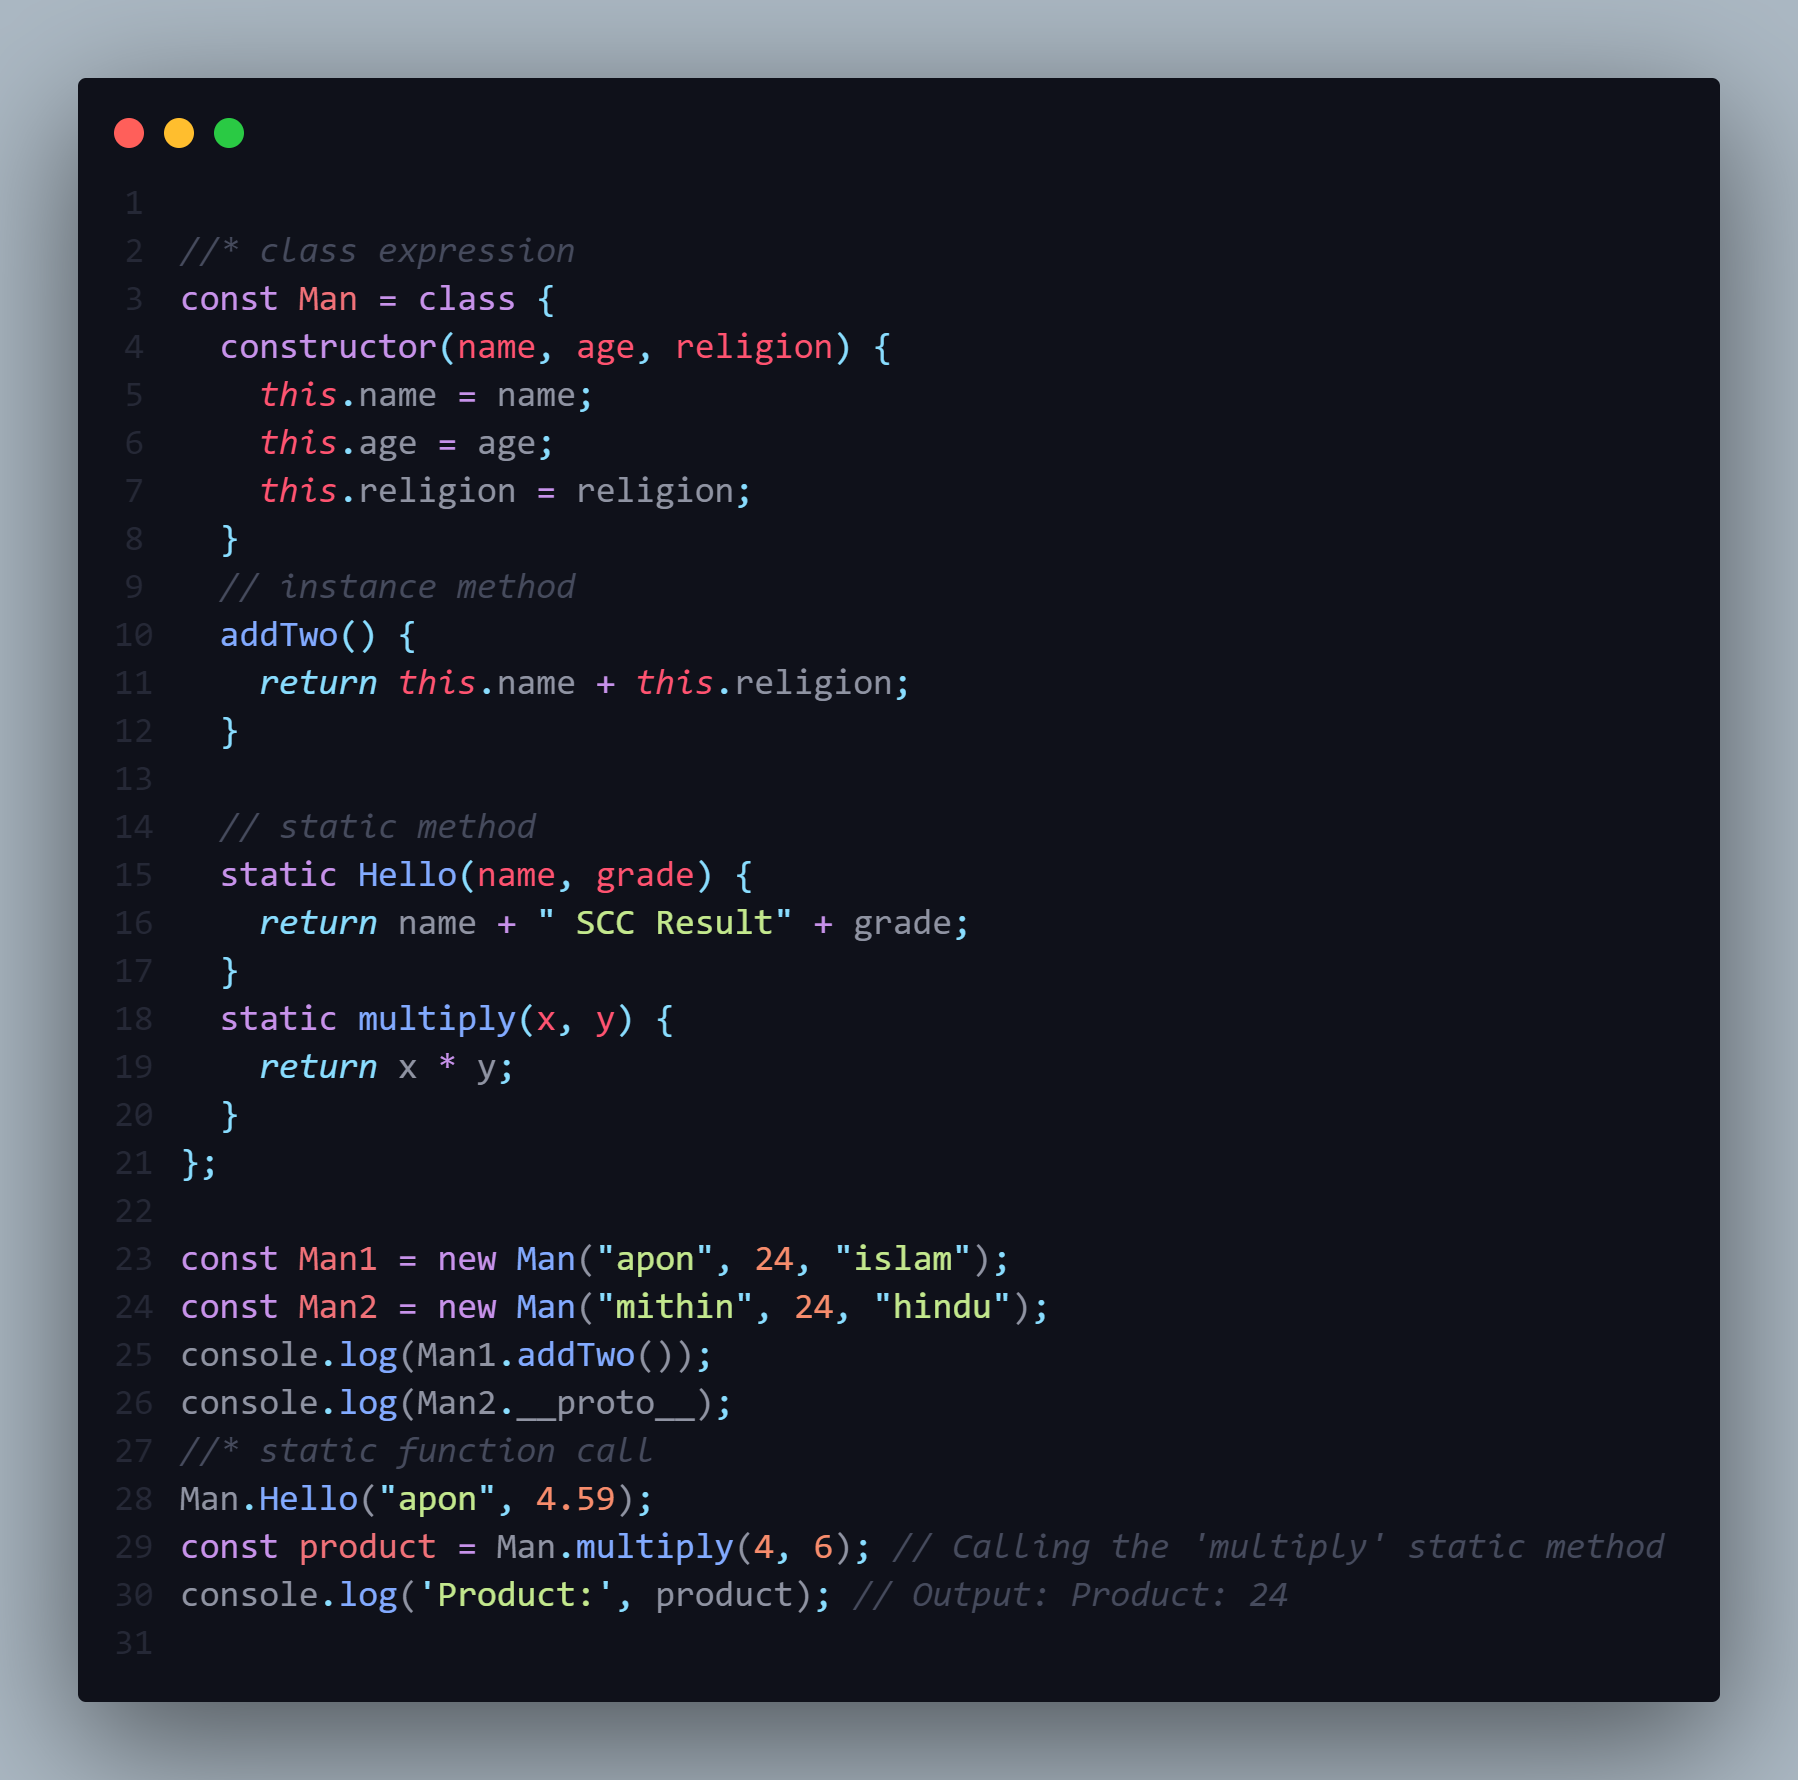 1
2 //* class expression
3 const Man = class {
4   constructor(name, age, religion) {
5     this.name = name;
6     this.age = age;
7     this.religion = religion;
8   }
9   // instance method
10   addTwo() {
11     return this.name + this.religion;
12   }
13
14   // static method
15   static Hello(name, grade) {
16     return name + " SCC Result" + grade;
17   }
18   static multiply(x, y) {
19     return x * y;
20   }
21 };
22
23 const Man1 = new Man("apon", 24, "islam");
24 const Man2 = new Man("mithin", 24, "hindu");
25 console.log(Man1.addTwo());
26 console.log(Man2.__proto__);
27 //* static function call
28 Man.Hello("apon", 4.59);
29 const product = Man.multiply(4, 6); // Calling the 'multiply' static method
30 console.log('Product:', product); // Output: Product: 24
31